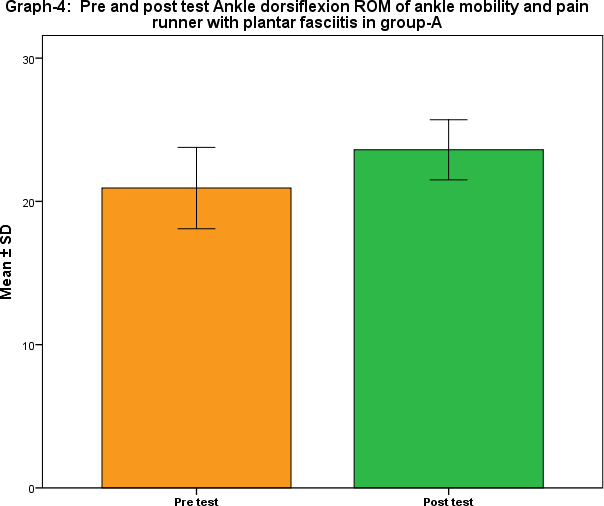 Graph-4:  Pre and post test Ankle dorsiflexion ROM of ankle mobility and pain
runner with plantar fasciitis in group-A
30
20
10
0
Mean ± SD
Pre test
Post test